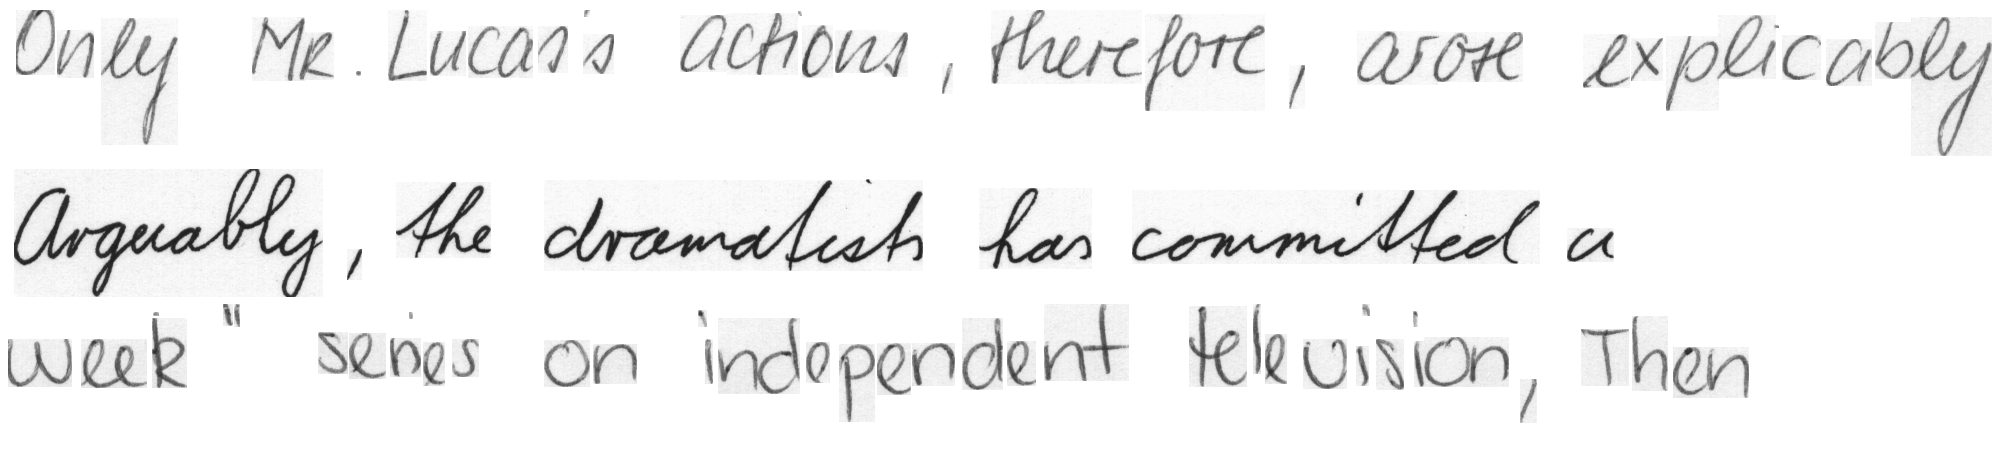 Only Mr. Lucas's actions, therefore, arose explicably
Arguably, the dramatists has committed a
week" series on independent television, Then